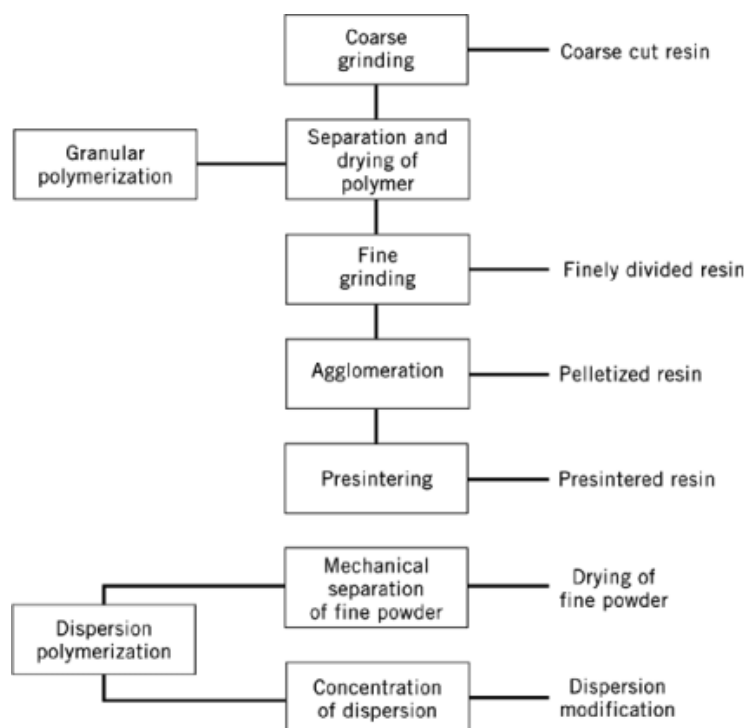 Coarse
grinding
Coarse cut resin
Granular
polymerization
Separation and
drying of
polymer
Fine
grinding
Finely divided resin
Agglomeration
Pelletized resin
Presintering
Presintered resin
Dispersion
polymerization
Mechanical
separation
of fine powder
Drying of
fine powder
Concentration
of dispersion
Dispersion
modification